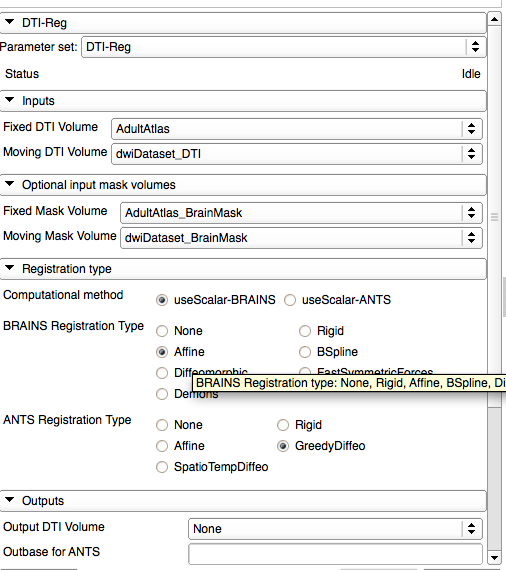 DTI-Reg
Parameter set: DTI-Reg
Status Idle
Inputs
Fixed DTI Volume AdultAtlas
Moving DTI Volume dwiDataset_DTI
Optional input mask volumes
Fixed Mask Volume AdultAtlas_BrainMask
Moving Mask Volume dwiDataset_BrainMask
Registration type
Computational method useScalar-BRAINS useScalar-ANTS
BRAINS Registration Type None Rigid
Affine BSpline
Diffeomorphic FastSymmetricForces
BRAINS Registration type: None, Rigid, Affine, BSpline, Di
Demons
ANTS Registration Type None Rigid
Affine GreedyDiffeo
SpatioTempDiffeo
Outputs
Output DTI Volume None
Outbase for ANTS